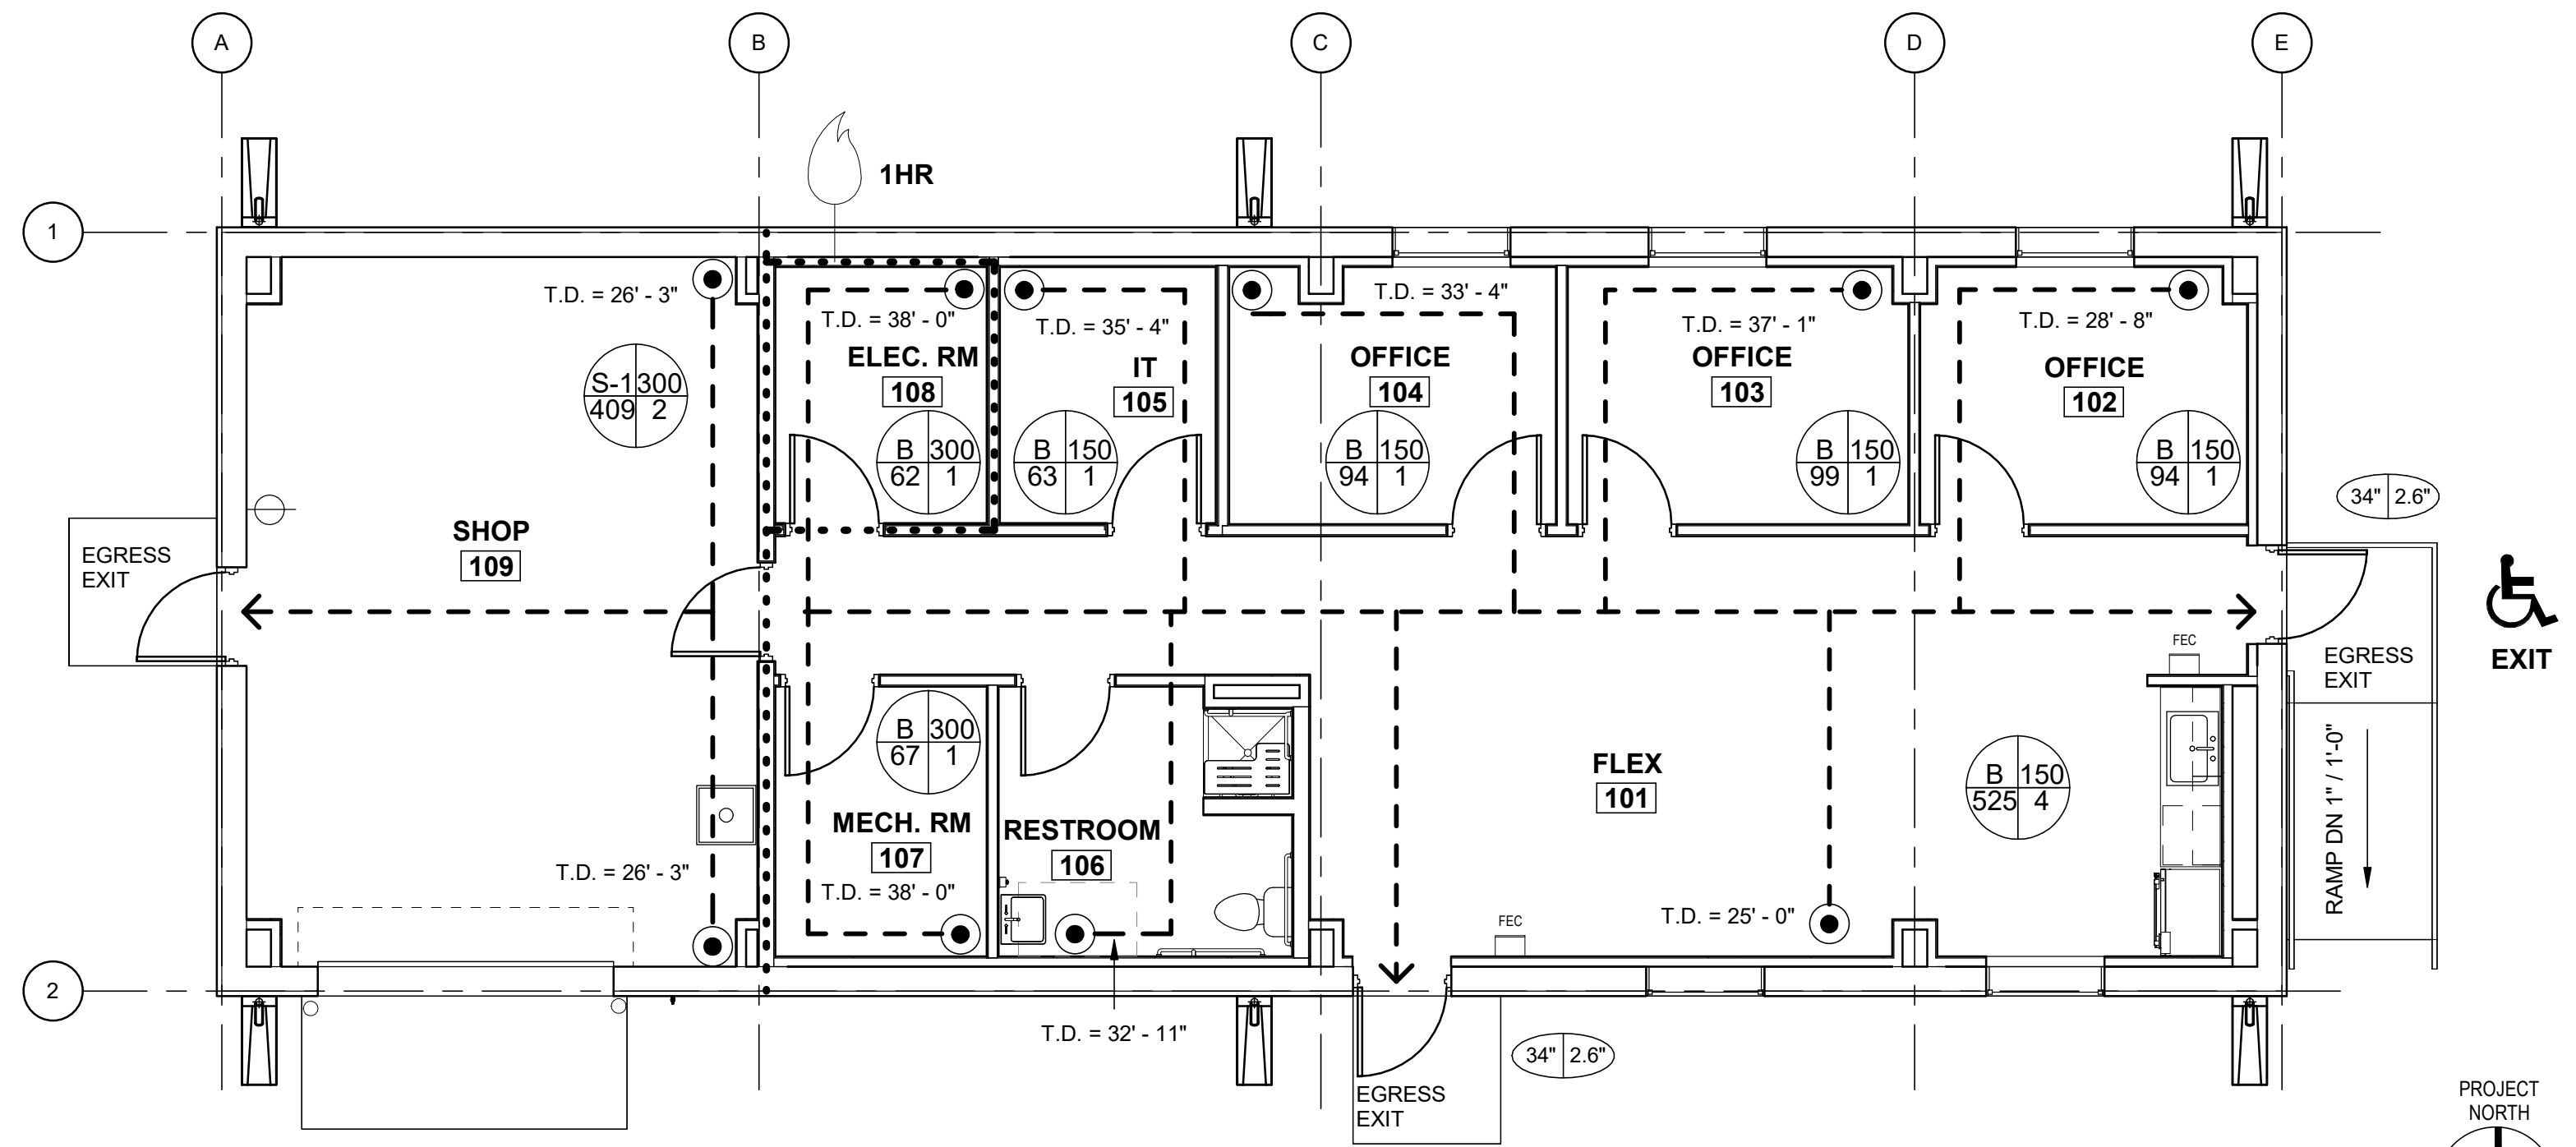 A
B
C
D
E
1
1HR
T.D. = 26' - 3"
S-1 300
409 2
T.D. = 38' - 0"
ELEC. RM
108
B 300
62 1
T.D. = 35' - 4"
IT
105
B 150
63 1
T.D. = 33' - 4"
OFFICE
104
B 150
94 1
T.D. = 37' - 1"
OFFICE
103
B 150
99 1
T.D. = 28' - 8"
OFFICE
102
B 150
94 1
34" 2.6"
EGRESS
EXIT
SHOP
109
EXIT
FEC
EGRESS
EXIT
B 300
67 1
MECH. RM
107
T.D. = 38' - 0"
RESTROOM
106
FLEX
101
B 150
525 4
RAMP DN 1" / 1'-0"
T.D. = 26' - 3"
FEC
T.D. = 25' - 0"
2
T.D. = 32' - 11"
34" 2.6"
EGRESS
EXIT
PROJECT
NORTH